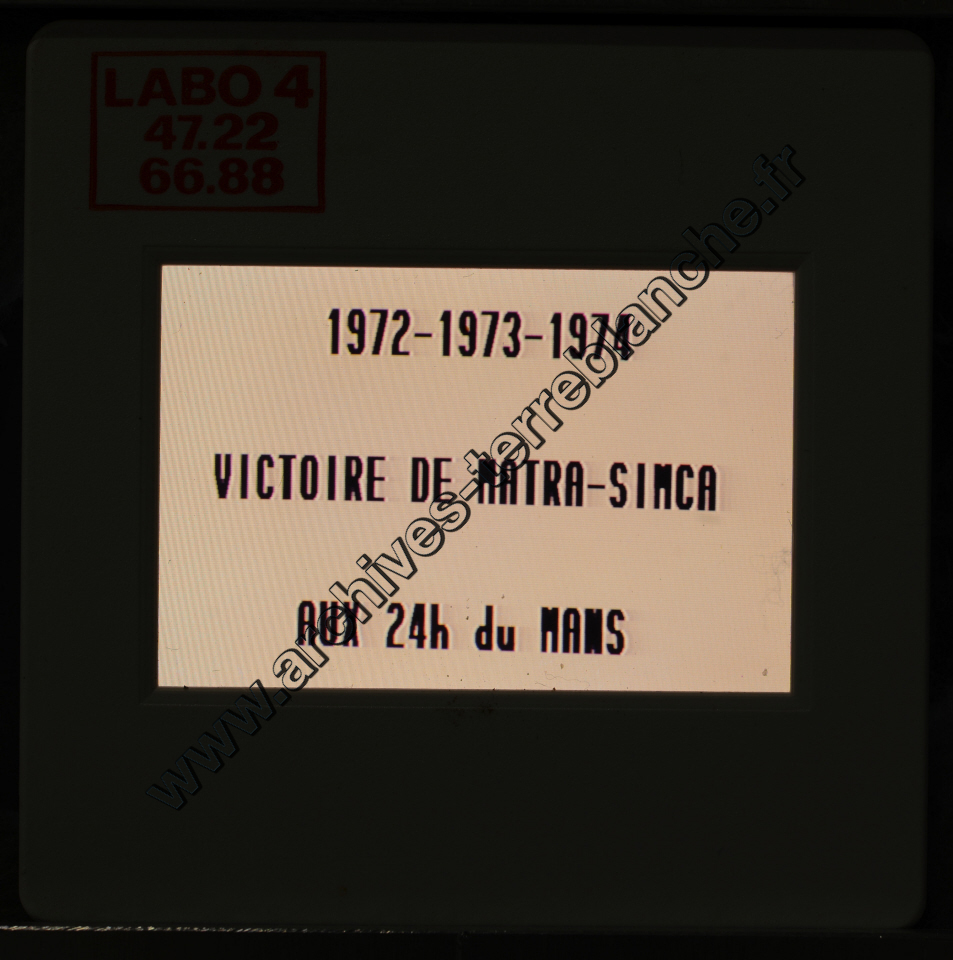 LABO 4
47.22
66.88
1972-1973-1974
VICTOIRE DE MATRA-SIMCA
AUX 24h du MANS
www.archives-terreblanche.fr